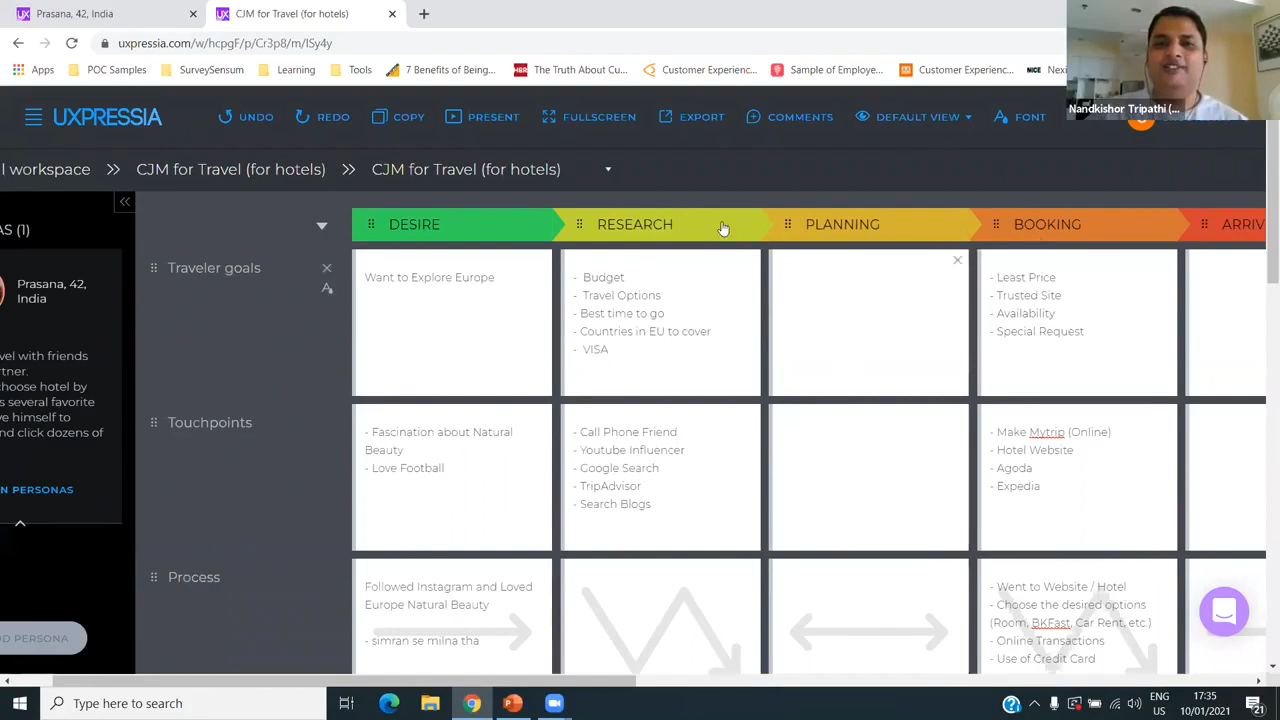 Prasana, 42, India
CJM for Travel (for hotels)
uxpressia.com/w/hcpgF/p/Cr3p8/m/ISy4y
Apps
POC Samples
SurveySensum
Learning
Tools
7 Benefits of Being...
The Truth About Cu...
Customer Experienc...
Sample of Employe...
Customer Experienc...
Nandkishor Tripathi (...
UXPRESSIA
UNDO
REDO
COPY
PRESENT
FULLSCREEN
EXPORT
COMMENTS
DEFAULT VIEW
FONT
l workspace
CJM for Travel (for hotels)
CJM for Travel (for hotels)
AS (1)
Prasana, 42,
India
vel with friends
rtner.
choose hotel by
s several favorite
ve himself to
nd click dozens of
N PERSONAS
DD PERSONA
DESIRE
RESEARCH
PLANNING
BOOKING
ARRIV
Traveler goals
Want to Explore Europe
- Budget
- Travel Options
- Best time to go
- Countries in EU to cover
- VISA
- Least Price
- Trusted Site
- Availability
- Special Request
Touchpoints
- Fascination about Natural
Beauty
- Love Football
- Call Phone Friend
- Youtube Influencer
- Google Search
- TripAdvisor
- Search Blogs
- Make Mytrip (Online)
- Hotel Website
- Agoda
- Expedia
Process
Followed Instagram and Loved
Europe Natural Beauty
- simran se milna tha
- Went to Website / Hotel
- Choose the desired options
(Room, BKFast, Car Rent, etc.)
- Online Transactions
- Use of Credit Card
Type here to search
ENG
US
17:35
10/01/2021
21